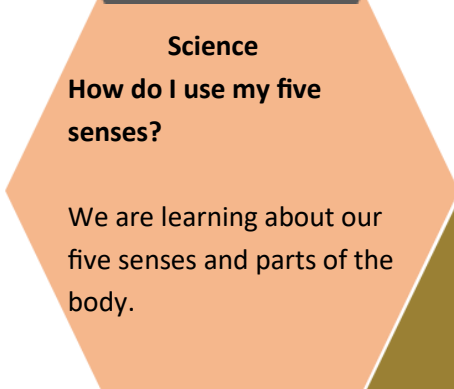 Science
How do I use my five
senses?
We are learning about our
five senses and parts of the
body.